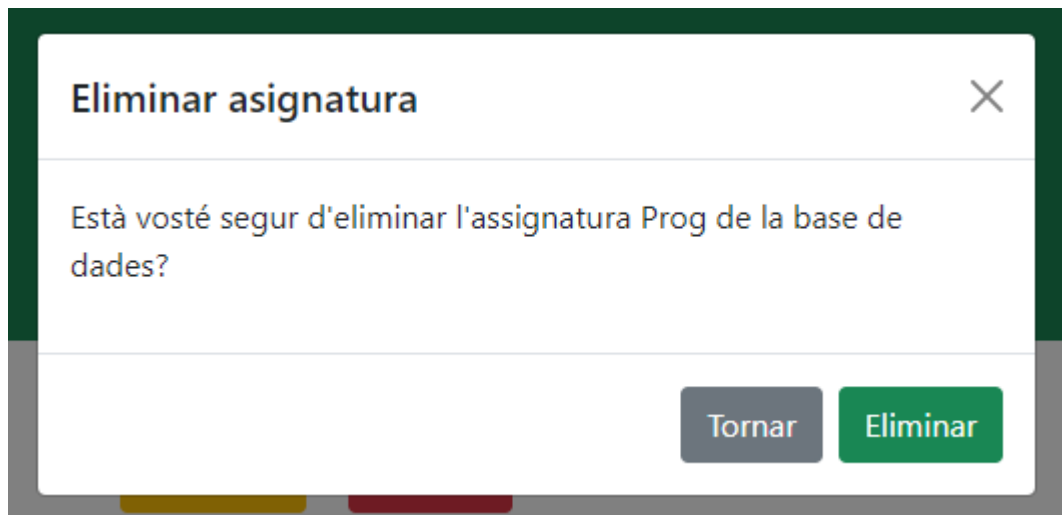 Eliminar asignatura
Està vosté segur d'eliminar l'assignatura Prog de la base de
dades?
Tornar
Eliminar